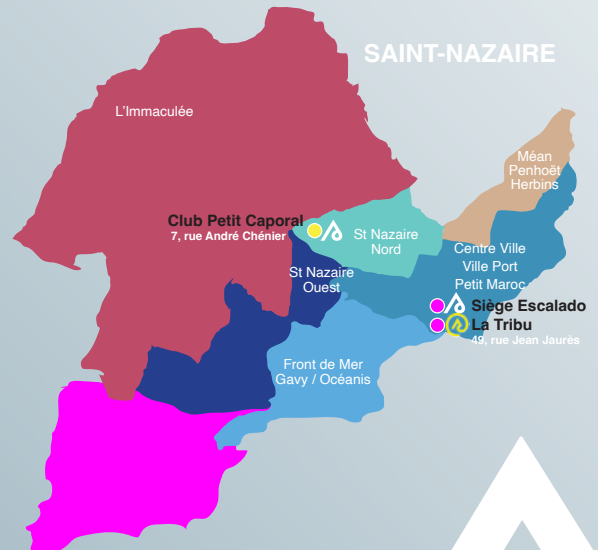 SAINT-NAZAIRE
L'Immaculée
Méan
Penhoët
Herbins
Club Petit Caporal
7, rue André Chénier
St Nazaire
Nord
Centre Ville
Ville Port
Petit Maroc
St Nazaire
Ouest
Siège Escalado
La Tribu
49, rue Jean Jaurès
Front de Mer
Gavy / Océanis